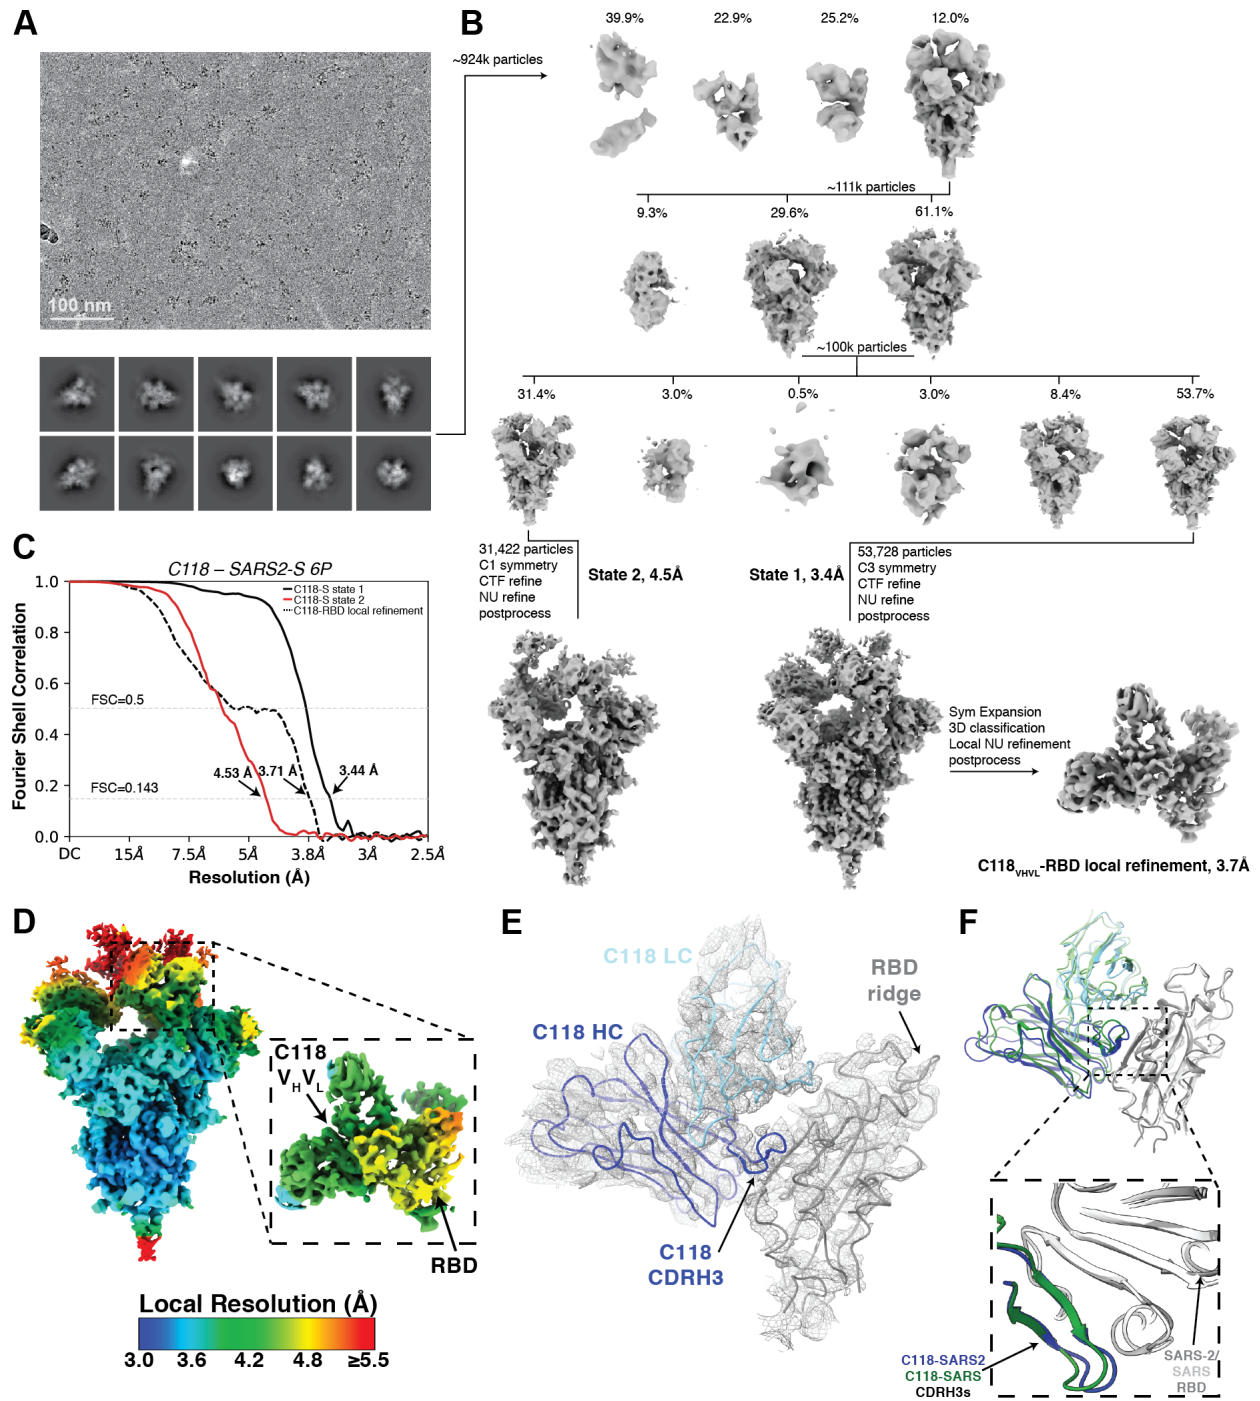 A
100 nm
B
~924k particles
39.9%
22.9%
25.2%
12.0%
~111k particles
9.3%
29.6%
61.1%
~100k particles
31.4%
3.0%
0.5%
3.0%
8.4%
53.7%
31,422 particles
C1 symmetry
CTF refine
NU refine
postprocess
State 2, 4.5Å
State 1, 3.4Å
53,728 particles
C3 symmetry
CTF refine
NU refine
postprocess
Sym Expansion
3D classification
Local NU refinement
postprocess
C118VHVL-RBD local refinement, 3.7Å
C
C118 – SARS2-S 6P
C118-S state 1
C118-S state 2
C118-RBD local refinement
Fourier Shell Correlation
1.0
0.8
0.6
0.4
0.2
0.0
FSC=0.5
FSC=0.143
4.53 Å
3.71 Å
3.44 Å
DC
15Å
7.5Å
5Å
3.8Å
3Å
2.5Å
Resolution (Å)
D
C118
VHVL
RBD
Local Resolution (Å)
3.0
3.6
4.2
4.8
≥5.5
E
C118 LC
RBD
ridge
C118 HC
C118
CDRH3
F
C118-SARS2
C118-SARS
CDRH3s
SARS-2/
SARS
RBD